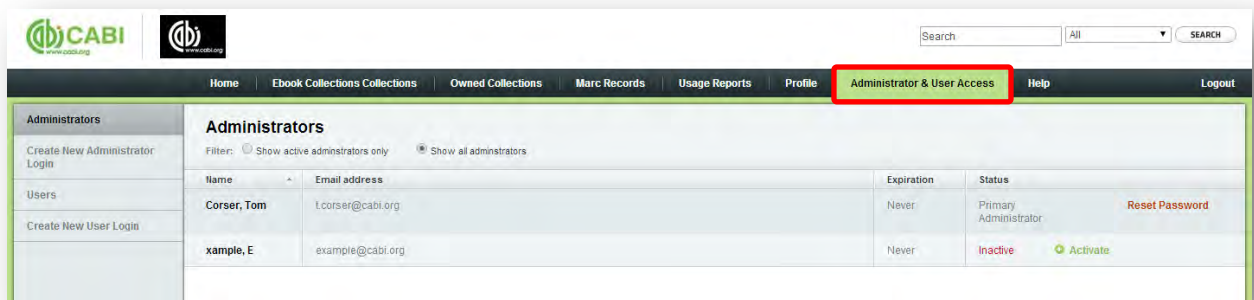 CABI
www.cabi.org
www.cabi.org
Search
All
SEARCH
Home
Ebook Collections Collections
Owned Collections
Marc Records
Usage Reports
Profile
Administrator & User Access
Help
Logout
Administrators
Create New Administrator
Login
Users
Create New User Login
Administrators
Filter: Show active adminstrators only Show all adminstrators
Name Email address Expiration Status
Corser, Tom t.corser@cabi.org Never Primary
Administrator Reset Password
xample, E example@cabi.org Never Inactive Activate